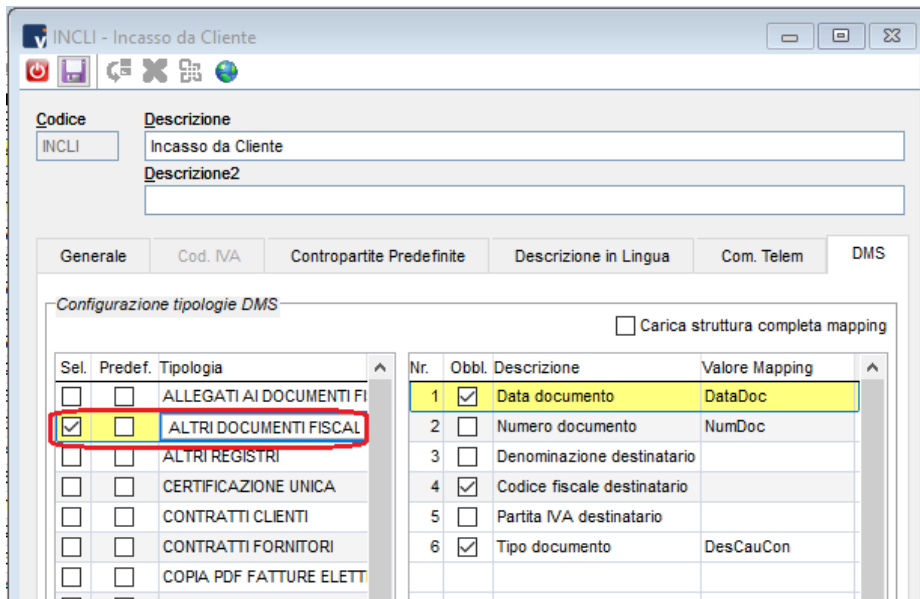 INCLI - Incasso da Cliente
Codice Descrizione
INCLI Incasso da Cliente
Descrizione2
Generale Cod. IVA Contropartite Predefinite Descrizione in Lingua Com. Telem DMS
Configurazione tipologie DMS
Carica struttura completa mapping
Sel. Predef. Tipologia Nr. Obbl. Descrizione Valore Mapping
ALLEGATI AI DOCUMENTI FI 1 Data documento DataDoc
ALTRI DOCUMENTI FISCAL 2 Numero documento NumDoc
ALTRI REGISTRI 3 Denominazione destinatario
CERTIFICAZIONE UNICA 4 Codice fiscale destinatario
CONTRATTI CLIENTI 5 Partita IVA destinatario
CONTRATTI FORNITORI 6 Tipo documento DesCauCon
COPIA PDF FATTURE ELETT